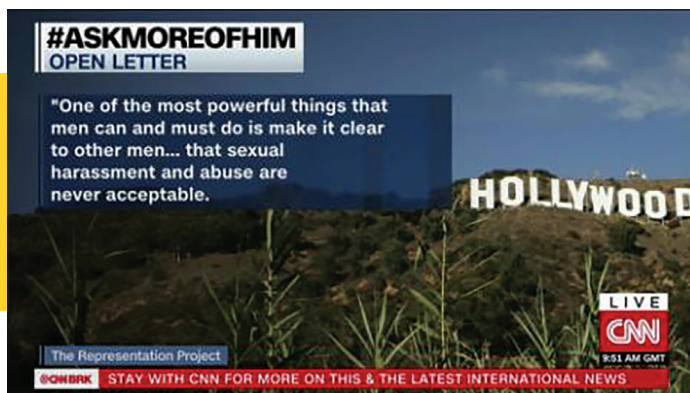 #ASKMOREOFHIM
OPEN LETTER
"One of the most powerful things that
men can and must do is make it clear
to other men... that sexual
harassment and abuse are
never acceptable.
HOLLYWOOD
LIVE
CNN
9:51 AM GMT
The Representation Project
@CNNBRK STAY WITH CNN FOR MORE ON THIS & THE LATEST INTERNATIONAL NEWS